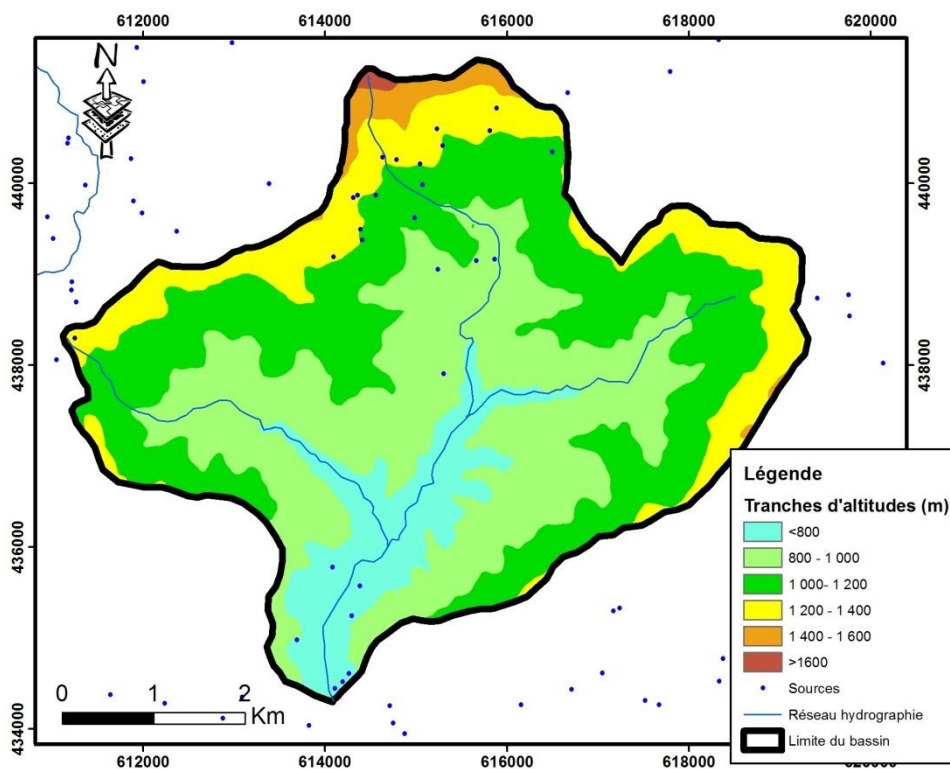 612000 614000 616000 618000 620000
N
440000 440000
438000 438000
436000
434000
Légende
Tranches d'altitudes (m)
<800
800 - 1 000
1 000- 1 200
1 200 - 1 400
1 400 - 1 600
>1600
Sources
Réseau hydrographie
Limite du bassin
0 1 2
Km
612000 614000 616000 618000